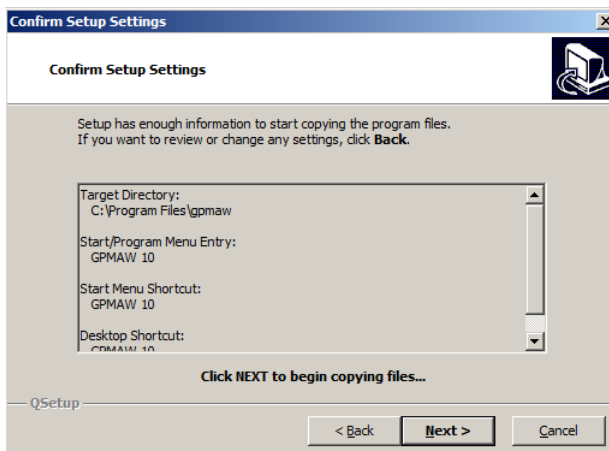 Confirm Setup Settings
Confirm Setup Settings
Setup has enough information to start copying the program files.
If you want to review or change any settings, click Back.
Target Directory:
C:\Program Files\gpmaw
Start/Program Menu Entry:
GPMAW 10
Start Menu Shortcut:
GPMAW 10
Desktop Shortcut:
GPMAW 10
Click NEXT to begin copying files...
QSetup
< Back
Next >
Cancel